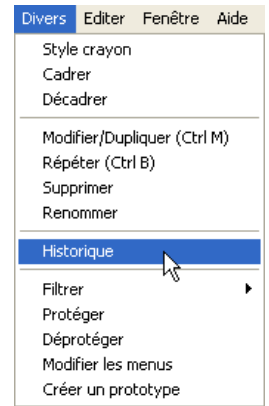 Divers Editer Fenêtre Aide
Style crayon
Cadrer
Décadrer
Modifier/Dupliquer (Ctrl M)
Répéter (Ctrl B)
Supprimer
Renommer
Historique
Filtrer
Protéger
Déprotéger
Modifier les menus
Créer un prototype